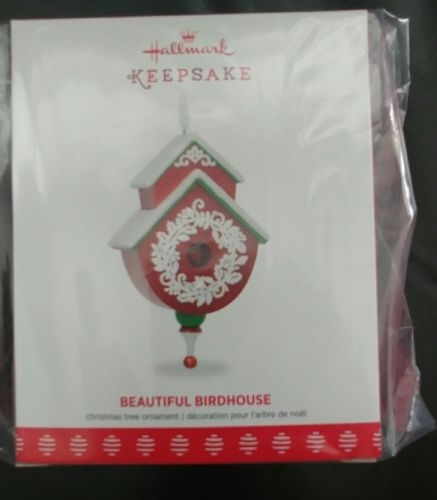 Hallmark
KEEPSAKE
BEAUTIFUL BIRDHOUSE
christmas tree ornament | décoration pour l'arbre de noël